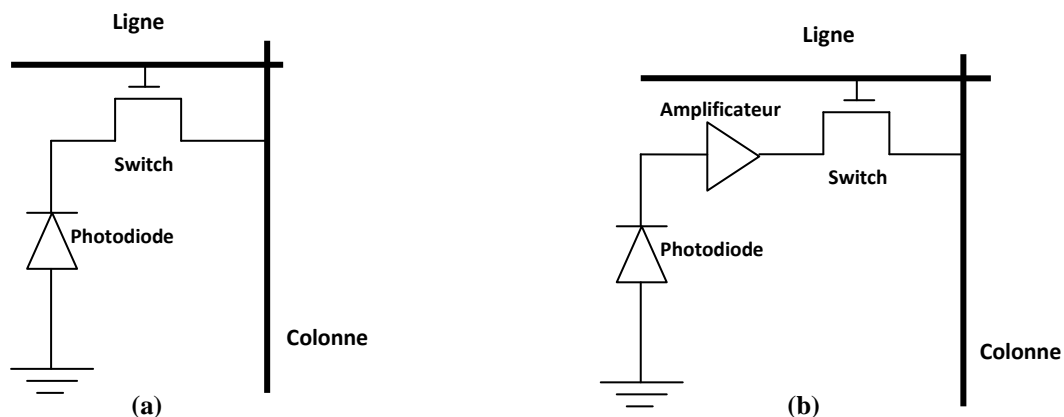 Ligne
Switch
Photodiode
Colonne
(a)
Ligne
Amplificateur
Switch
Photodiode
Colonne
(b)